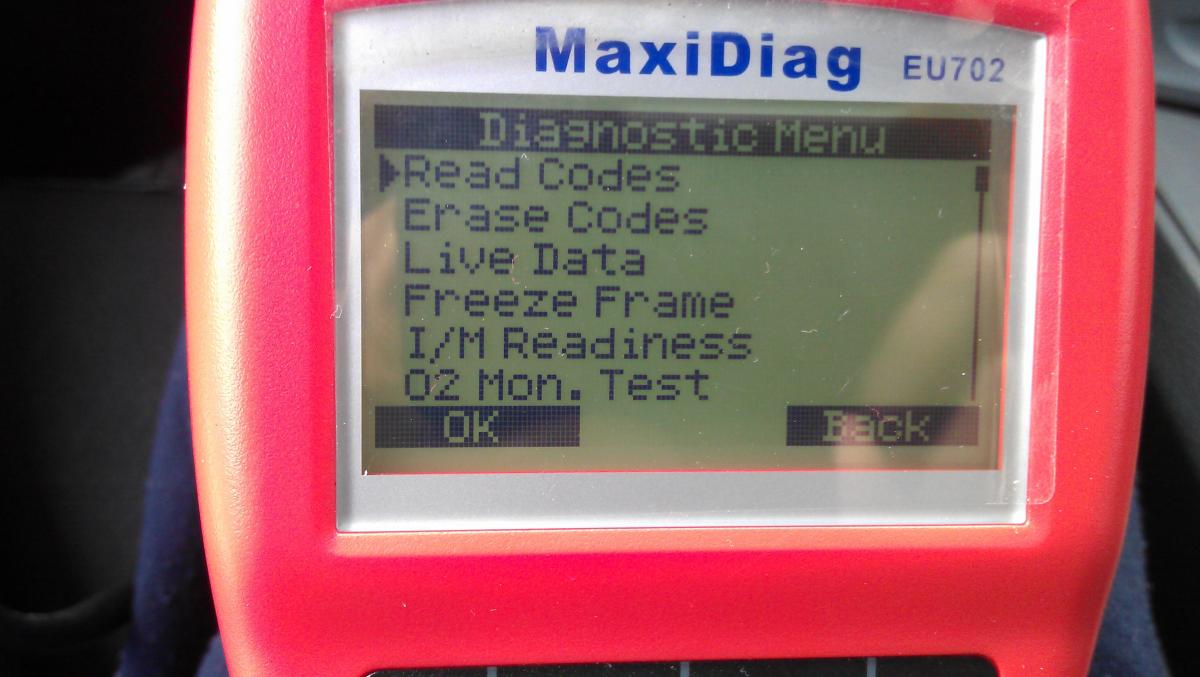 MaxiDiag EU702
Diagnostic Menu
Read Codes
Erase Codes
Live Data
Freeze Frame
I/M Readiness
O2 Mon. Test
OK Back